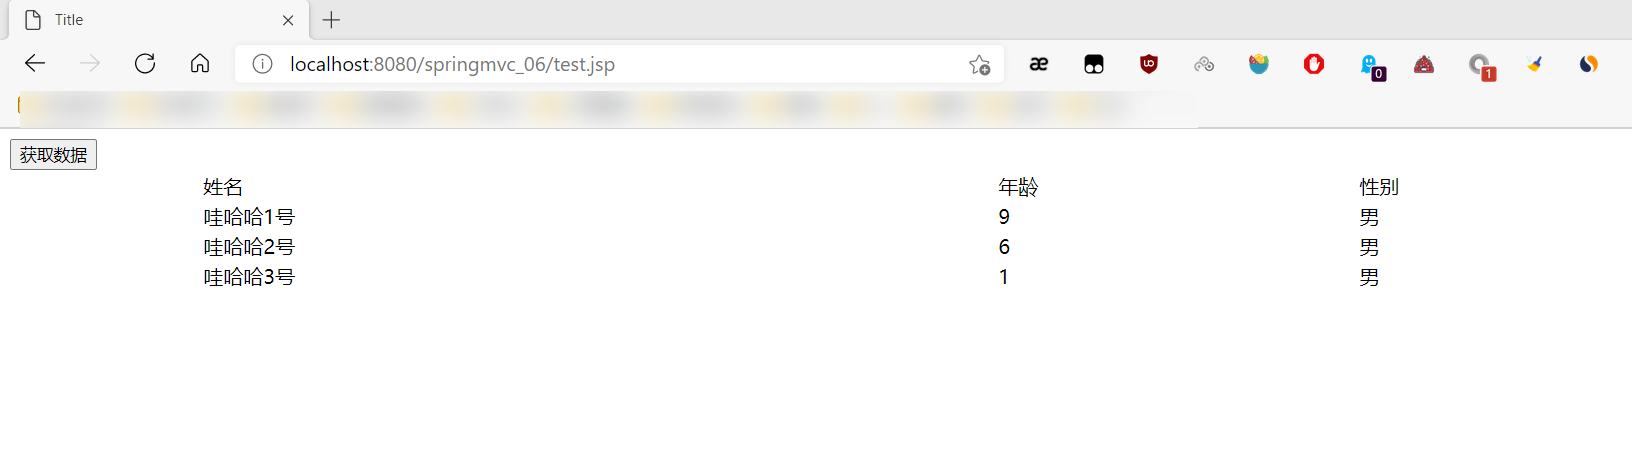 Title
localhost:8080/springmvc_06/test.jsp
æ
0
1
获取数据
姓名 年龄 性别
哇哈哈1号 9 男
哇哈哈2号 6 男
哇哈哈3号 1 男